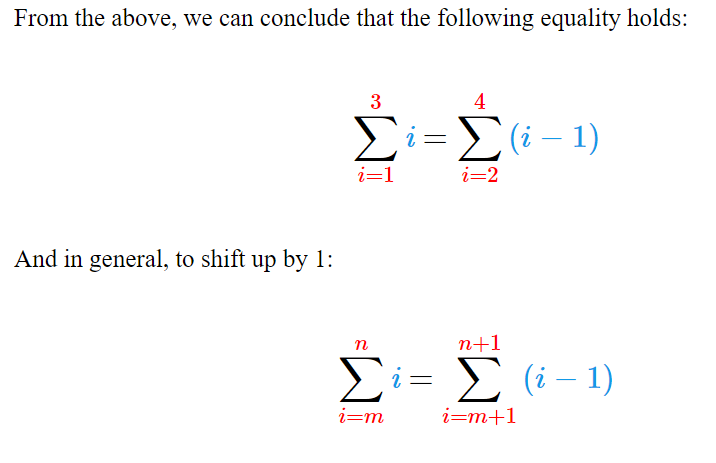 From the above, we can conclude that the following equality holds:
$$\sum_{i=1}^{3} i = \sum_{i=2}^{4} (i - 1)$$
And in general, to shift up by 1:
$$\sum_{i=m}^{n} i = \sum_{i=m+1}^{n+1} (i - 1)$$